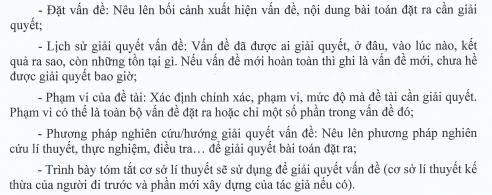 - Đặt vấn đề: Nêu lên bối cảnh xuất hiện vấn đề, nội dung bài toán đặt ra cần giải
quyết;
- Lịch sử giải quyết vấn đề: Vấn đề đã được ai giải quyết, ở đâu, vào lúc nào, kết
quả ra sao, còn những tồn tại gì. Nếu vấn đề mới hoàn toàn thì ghi là vấn đề mới, chưa hề
được giải quyết bao giờ;
- Phạm vi của đề tài: Xác định chính xác, phạm vi, mức độ mà đề tài cần giải quyết.
Phạm vi có thể là toàn bộ vấn đề đặt ra hoặc chỉ một số phần trong vấn đề đó;
- Phương pháp nghiên cứu/hướng giải quyết vấn đề: Nêu lên phương pháp nghiên
cứu lí thuyết, thực nghiệm, điều tra… để giải quyết bài toán đặt ra;
- Trình bày tóm tắt cơ sở lí thuyết sẽ sử dụng để giải quyết vấn đề (cơ sở lí thuyết kế
thừa của người đi trước và phần mới xây dựng của tác giả nếu có).